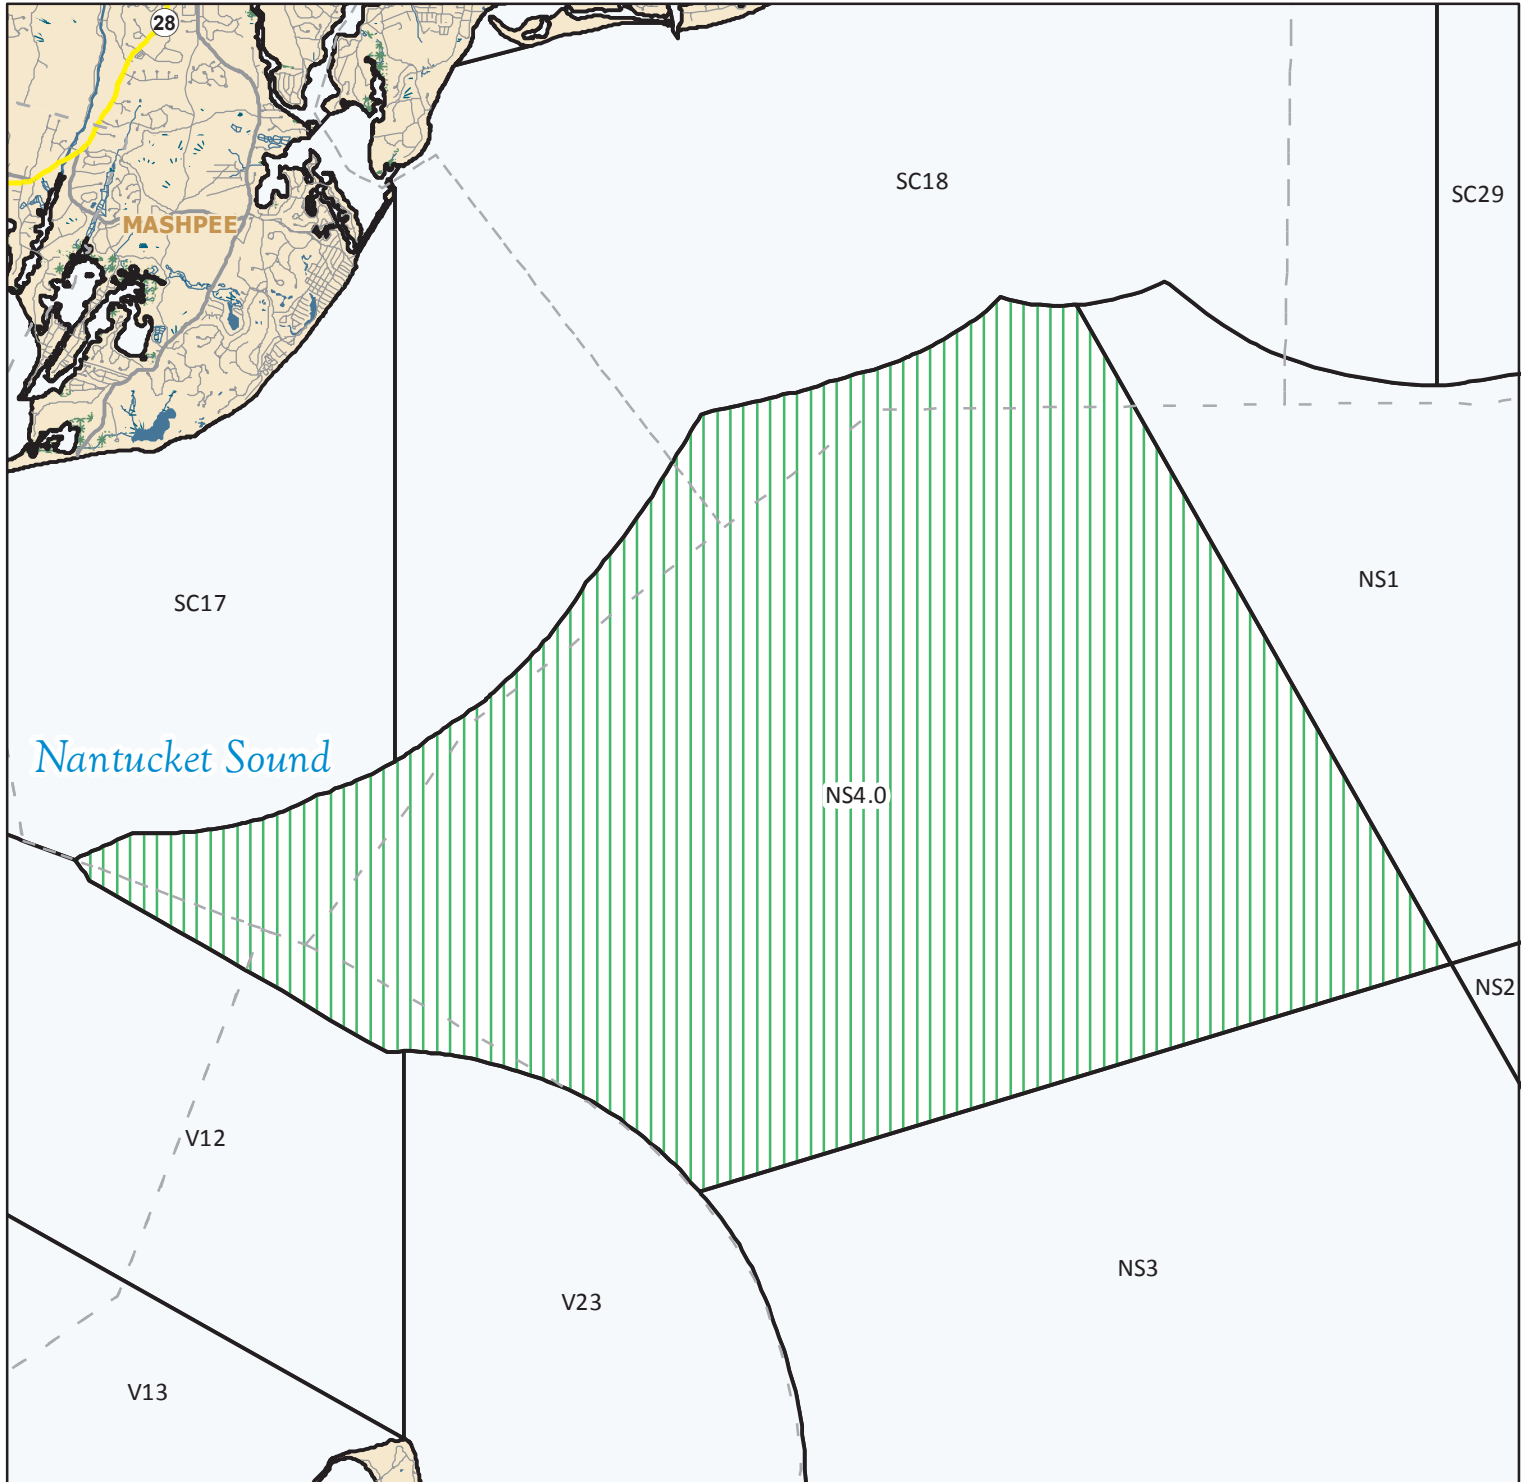 28
SC18
SC29
MASHPEE
NS1
SC17
Nantucket Sound
NS4.0
NS2
V12
NS3
V23
V13